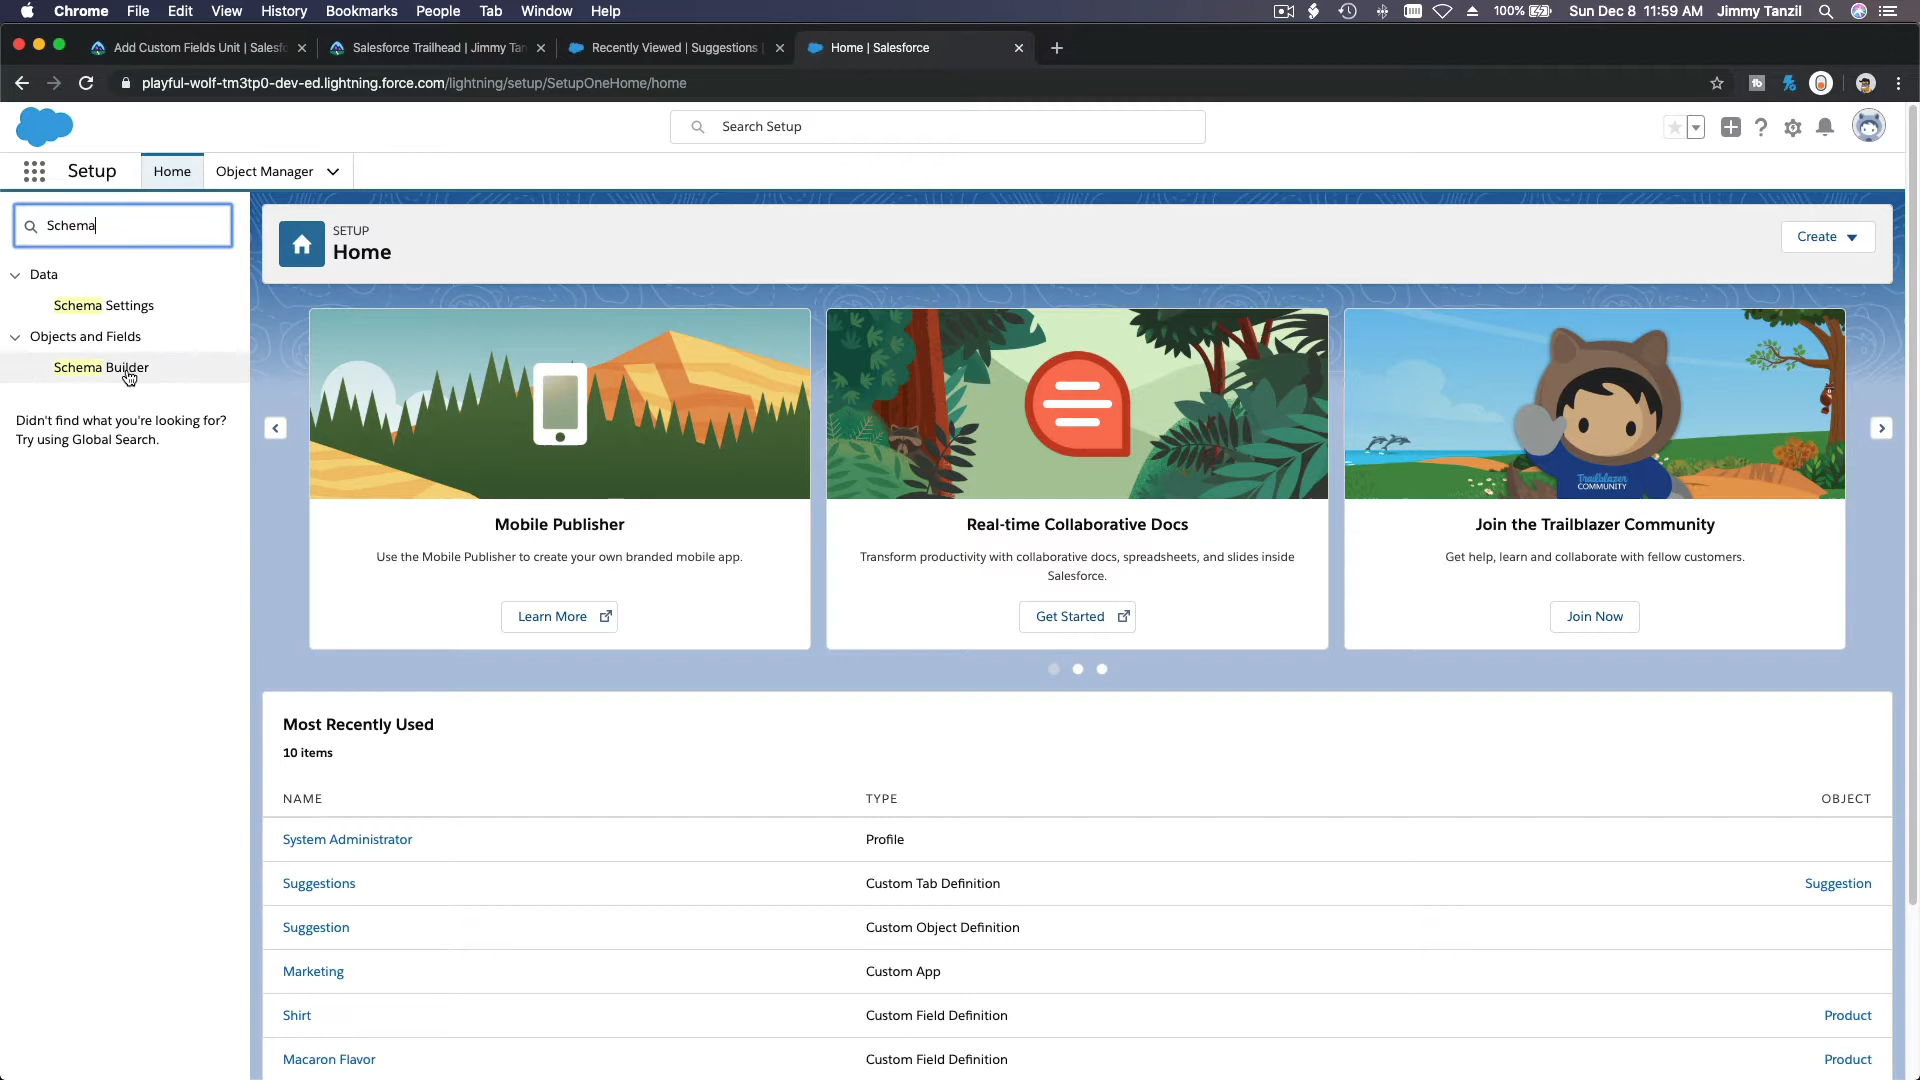 Chrome File Edit View History Bookmarks People Tab Window Help 100% Sun Dec 8 11:59 AM Jimmy Tanzil
Add Custom Fields Unit | Salesf Salesforce Trailhead | Jimmy Tan Recently Viewed | Suggestions | Home | Salesforce
playful-wolf-tm3tp0-dev-ed.lightning.force.com/lightning/setup/SetupOneHome/home
Search Setup
Setup Home Object Manager
Schema
Data
Schema Settings
Objects and Fields
Schema Builder
Didn't find what you're looking for?
Try using Global Search.
SETUP
Home
Create
Trailblazer
COMMUNITY
Mobile Publisher
Use the Mobile Publisher to create your own branded mobile app.
Learn More
Real-time Collaborative Docs
Transform productivity with collaborative docs, spreadsheets, and slides inside
Salesforce.
Get Started
Join the Trailblazer Community
Get help, learn and collaborate with fellow customers.
Join Now
Most Recently Used
10 items
NAME TYPE OBJECT
System Administrator Profile
Suggestions Custom Tab Definition Suggestion
Suggestion Custom Object Definition
Marketing Custom App
Shirt Custom Field Definition Product
Macaron Flavor Custom Field Definition Product